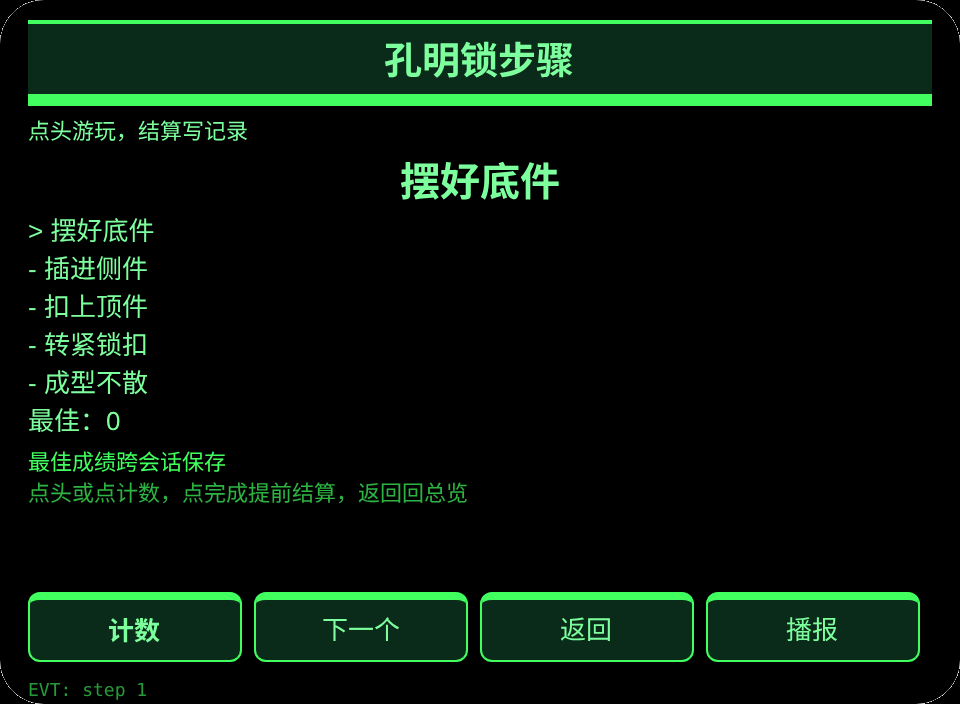 孔明锁步骤
点头游玩，结算写记录
摆好底件
> 摆好底件
- 插进侧件
- 扣上顶件
- 转紧锁扣
- 成型不散
最佳：0
最佳成绩跨会话保存
点头或点计数，点完成提前结算，返回回总览
计数
下一个
返回
播报
EVT: step 1